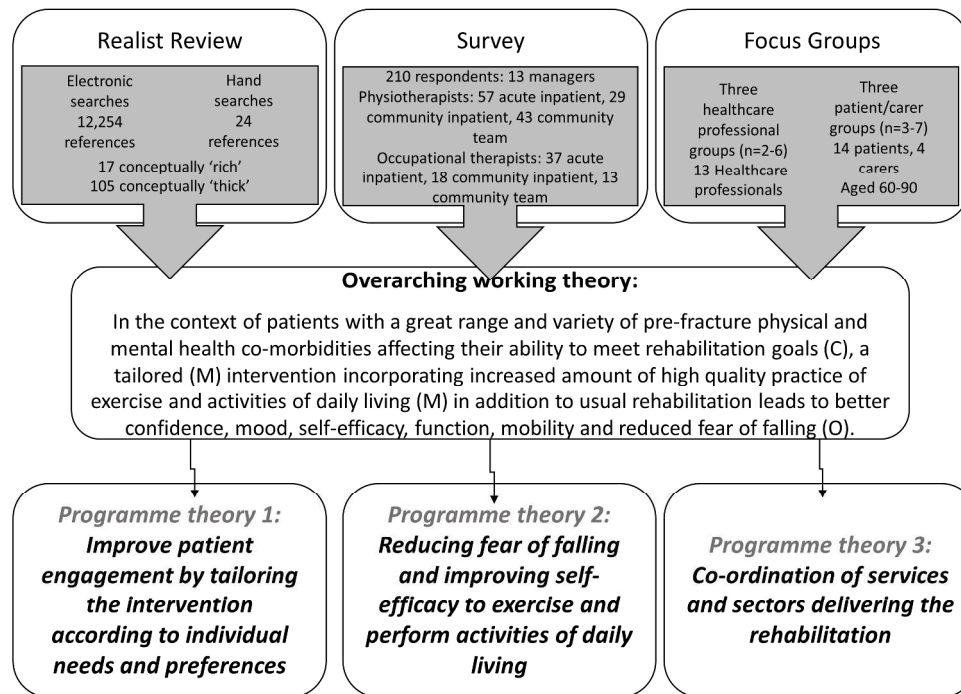 Realist Review
Electronic
searches
12,254
references
Hand
searches
24
references
17 conceptually ‘rich’
105 conceptually ‘thick’
Survey
210 respondents: 13 managers
Physiotherapists: 57 acute inpatient, 29
community inpatient, 43 community
team
Occupational therapists: 37 acute
inpatient, 18 community inpatient, 13
community team
Focus Groups
Three
healthcare
professional
groups (n=2-6)
13 Healthcare
professionals
Three
patient/carer
groups (n=3-7)
14 patients, 4
carers
Aged 60-90
Overarching working theory:
In the context of patients with a great range and variety of pre-fracture physical and
mental health co-morbidities affecting their ability to meet rehabilitation goals (C), a
tailored (M) intervention incorporating increased amount of high quality practice of
exercise and activities of daily living (M) in addition to usual rehabilitation leads to better
confidence, mood, self-efficacy, function, mobility and reduced fear of falling (O).
Programme theory 1:
Improve patient
engagement by tailoring
the intervention
according to individual
needs and preferences
Programme theory 2:
Reducing fear of falling
and improving self-
efficacy to exercise and
perform activities of daily
living
Programme theory 3:
Co-ordination of services
and sectors delivering the
rehabilitation